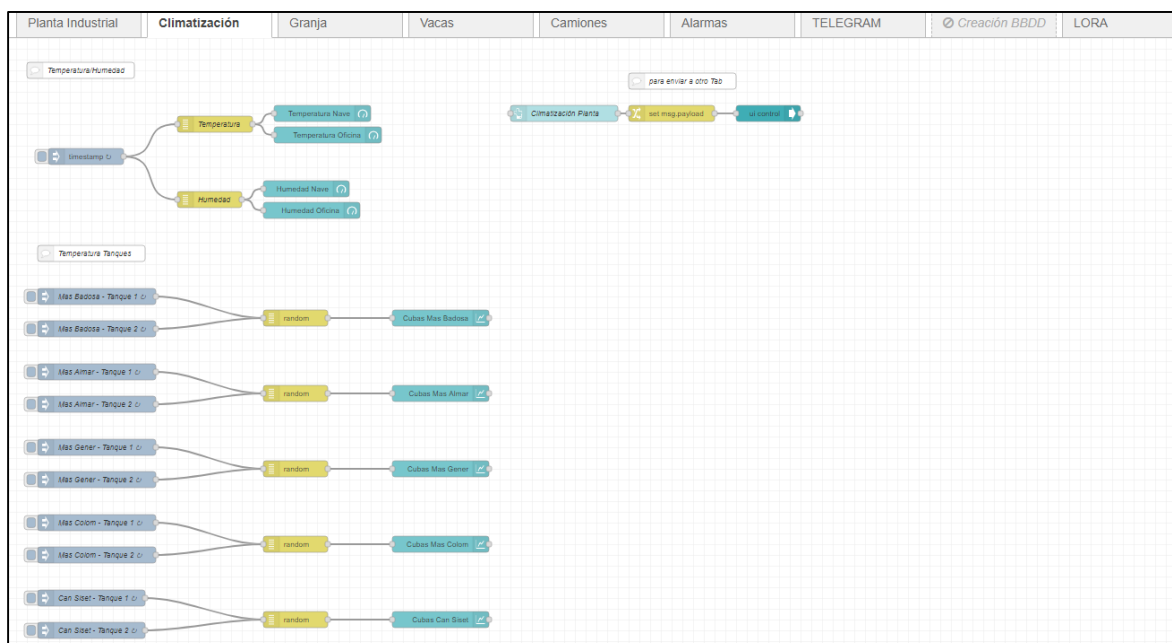 Planta Industrial
Climatización
Granja
Vacas
Camiones
Alarmas
TELEGRAM
Creación BBDD
LORA
Temperatura/Humedad
para enviar a otro Tab
Temperatura
Temperatura Nave
Climatización Planta
set msg.payload
ui control
Temperatura Oficina
timestamp ↻
Humedad
Humedad Nave
Humedad Oficina
Temperatura Tanques
Mas Badosa - Tanque 1 ↻
random
Cubas Mas Badosa
Mas Badosa - Tanque 2 ↻
Mas Aimar - Tanque 1 ↻
random
Cubas Mas Aimar
Mas Aimar - Tanque 2 ↻
Mas Gener - Tanque 1 ↻
random
Cubas Mas Gener
Mas Gener - Tanque 2 ↻
Mas Colom - Tanque 1 ↻
random
Cubas Mas Colom
Mas Colom - Tanque 2 ↻
Can Siset - Tanque 1 ↻
random
Cubas Can Siset
Can Siset - Tanque 2 ↻